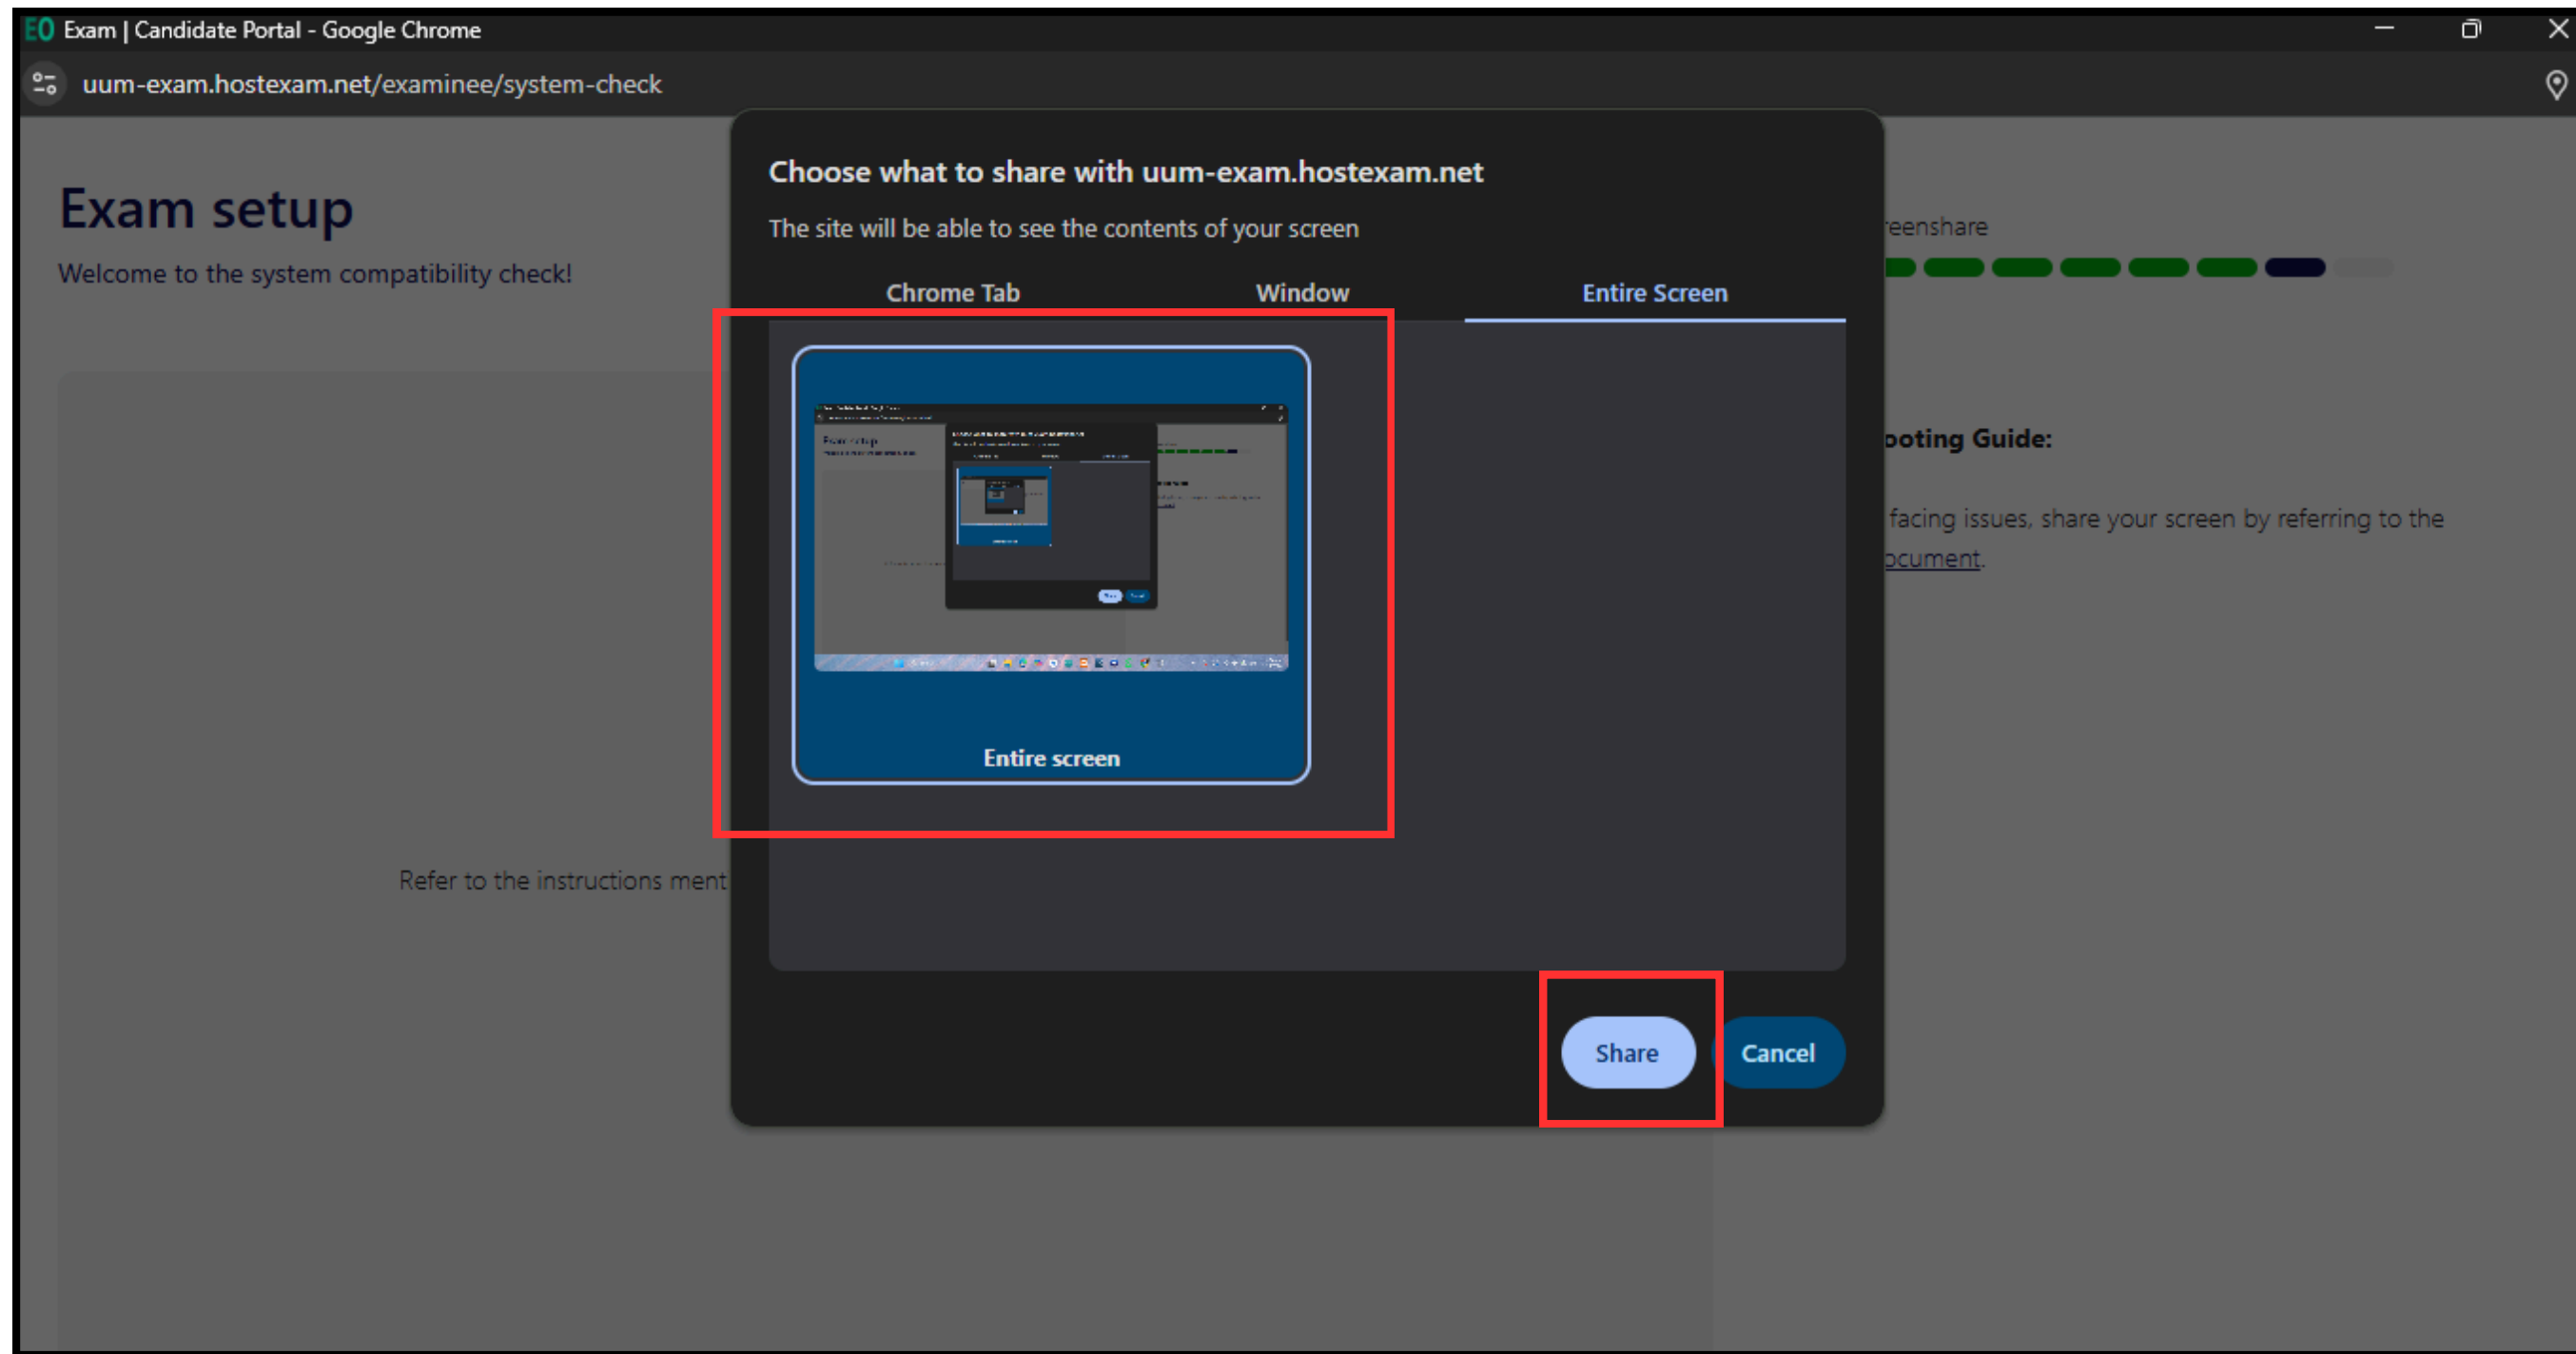 EO Exam | Candidate Portal - Google Chrome
uum-exam.hostexam.net/examinee/system-check
Exam setup
Welcome to the system compatibility check!
Refer to the instructions ment
Choose what to share with uum-exam.hostexam.net
The site will be able to see the contents of your screen
Chrome Tab Window Entire Screen
Entire screen
Share Cancel
reenshare
ooting Guide:
facing issues, share your screen by referring to the
ocument.